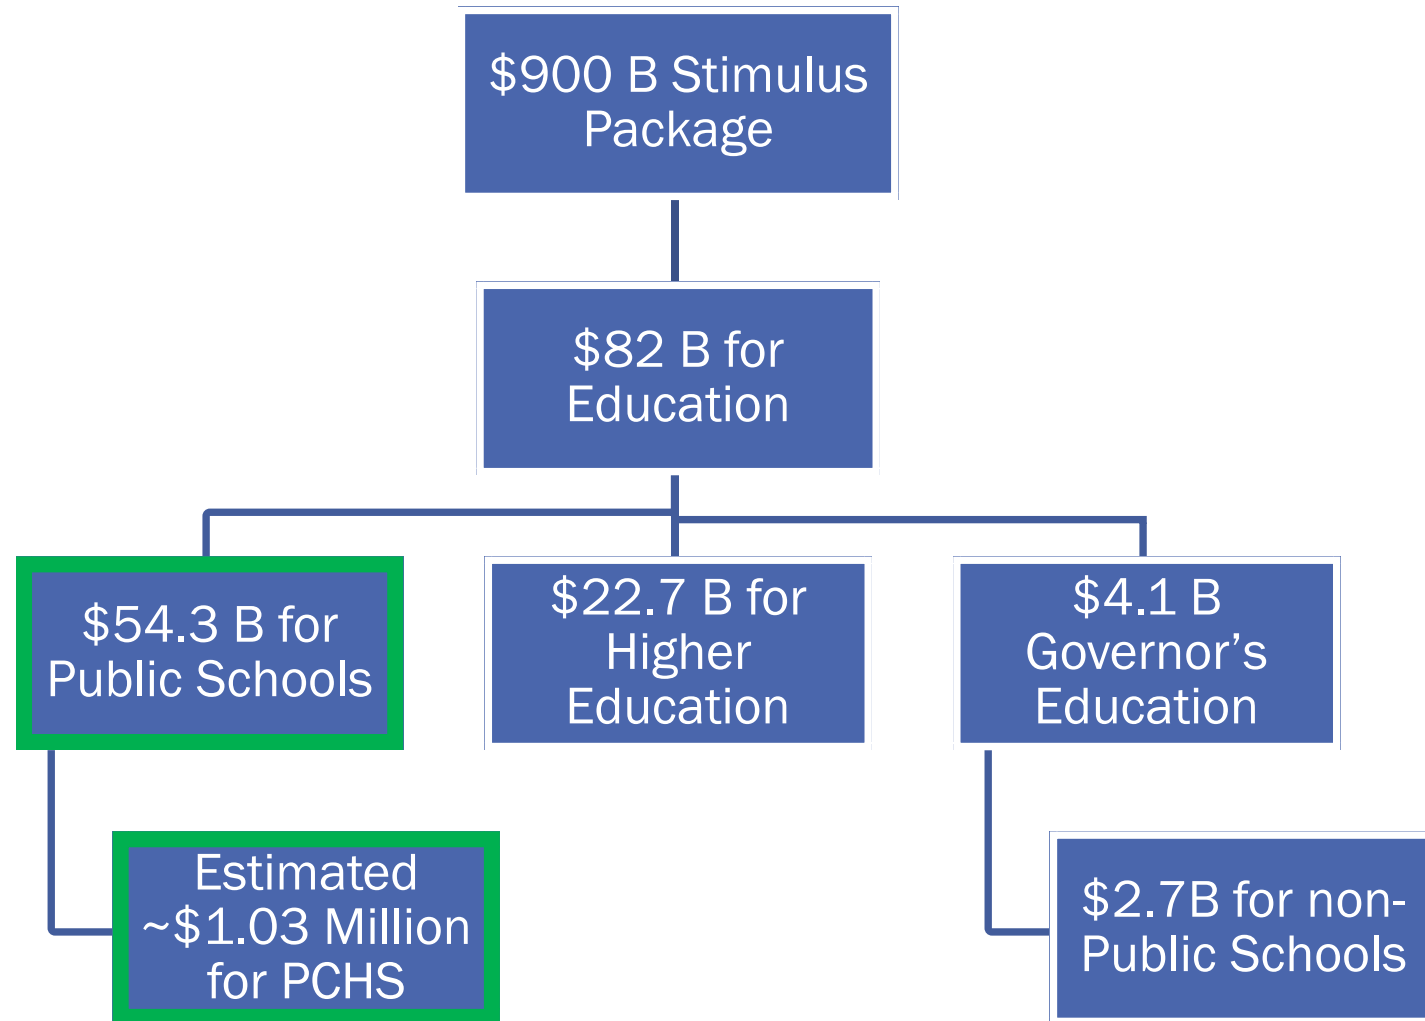 $900 B Stimulus
Package
$82 B for
Education
$54.3 B for
Public Schools
$22.7 B for
Higher
Education
$4.1 B
Governor’s
Education
Estimated
~$1.03 Million
for PCHS
$2.7B for non-
Public Schools